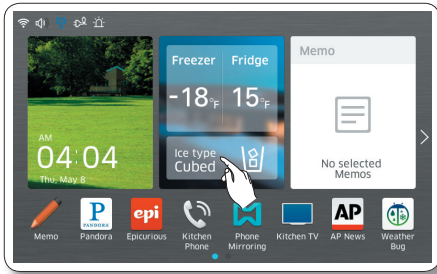 Freezer Fridge
-18°F 15°F
Ice type
Cubed
Memo
No selected
Memos
AM
04:04
Thu, May 8
P
PANDORA
epi
AP
Memo
Pandora
Epicurious
Kitchen
Phone
Phone
Mirroring
Kitchen TV
AP News
Weather
Bug